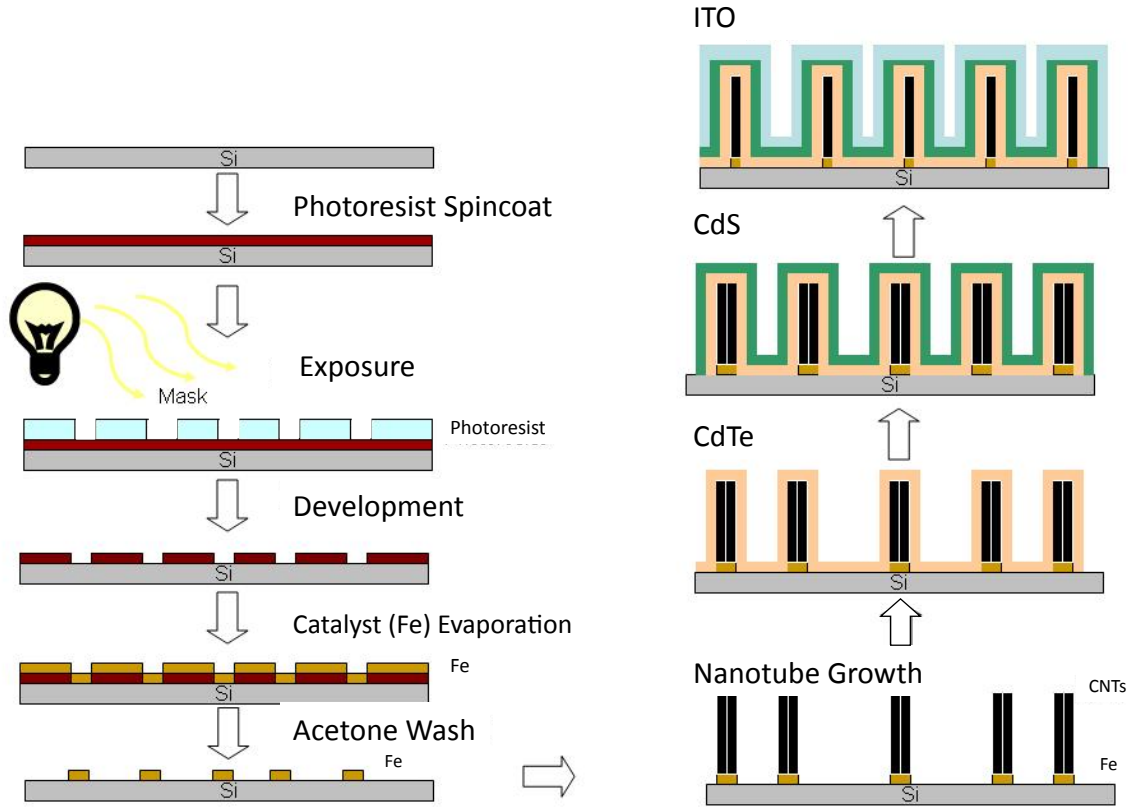 Si
Photoresist Spincoat
Si
Exposure
Mask
Photoresist
Si
Development
Si
Catalyst (Fe) Evaporation
Fe
Si
Acetone Wash
Fe
Si
ITO
Si
CdS
Si
CdTe
Si
Nanotube Growth
CNTs
Fe
Si